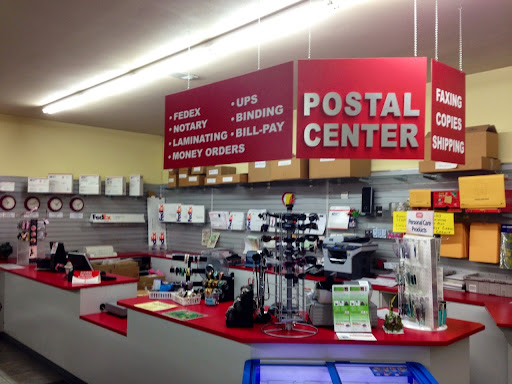 • FEDEX
• NOTARY
• LAMINATING
• MONEY ORDERS
• UPS
• BINDING
• BILL-PAY
POSTAL
CENTER
FAXING
COPIES
SHIPPING
FedEx
Personal Care
Products